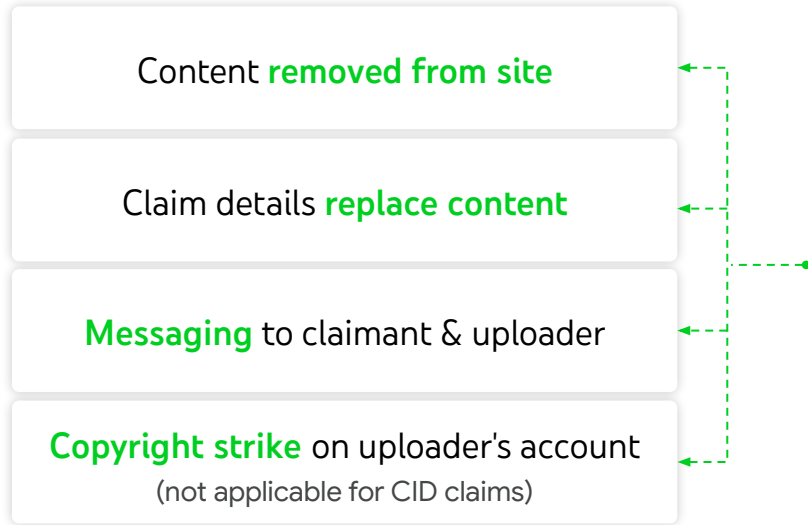 Content removed from site
Claim details replace content
Messaging to claimant & uploader
Copyright strike on uploader's account
(not applicable for CID claims)